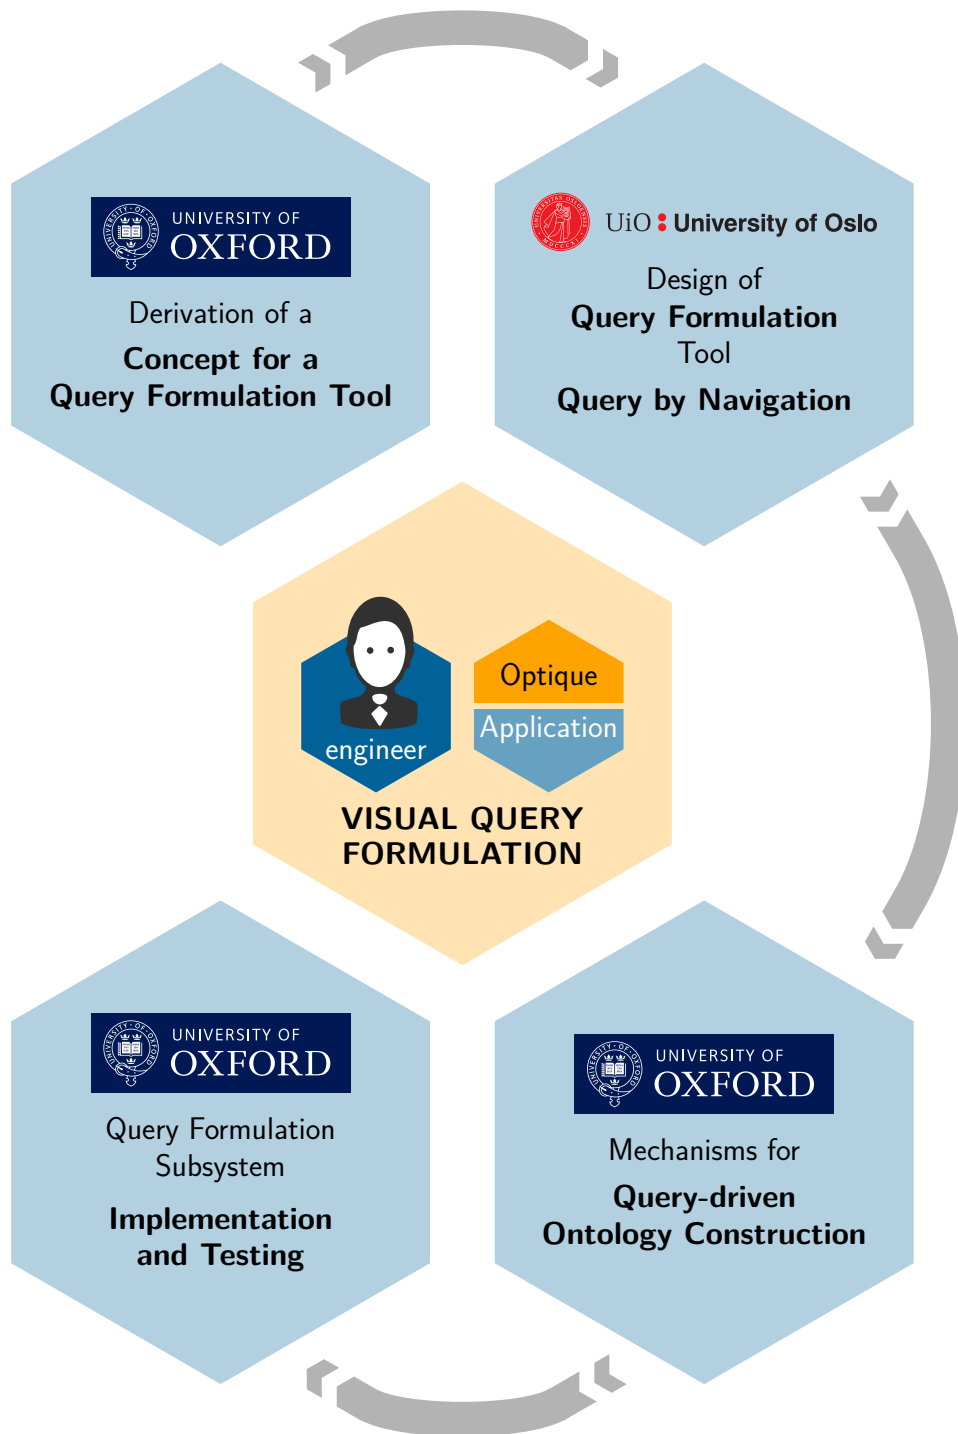 UNIVERSITY OF
OXFORD
Derivation of a
Concept for a
Query Formulation Tool
UiO : University of Oslo
Design of
Query Formulation
Tool
Query by Navigation
engineer
Optique
Application
VISUAL QUERY
FORMULATION
UNIVERSITY OF
OXFORD
Query Formulation
Subsystem
Implementation
and Testing
UNIVERSITY OF
OXFORD
Mechanisms for
Query-driven
Ontology Construction